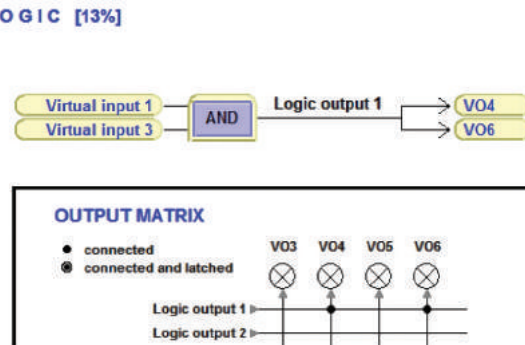 OGIC [13%]
Virtual input 1
Virtual input 3
AND
Logic output 1
VO4
VO6
OUTPUT MATRIX
connected
connected and latched
VO3 VO4 VO5 VO6
Logic output 1
Logic output 2